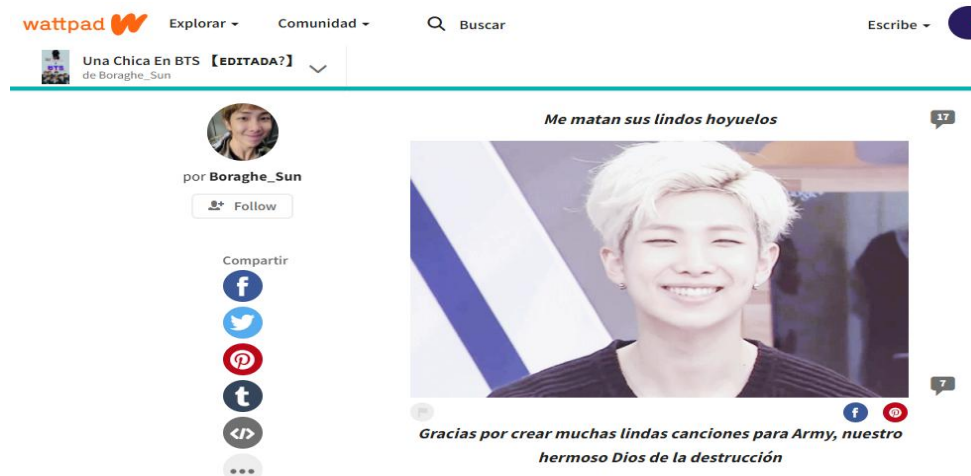 wattpad
Explorar
Comunidad
Buscar
Escribe
Una Chica En BTS 【EDITADA?】
de Boraghe_Sun
BTS
por Boraghe_Sun
Follow
Compartir
Me matan sus lindos hoyuelos
17
7
Gracias por crear muchas lindas canciones para Army, nuestro
hermoso Dios de la destrucción